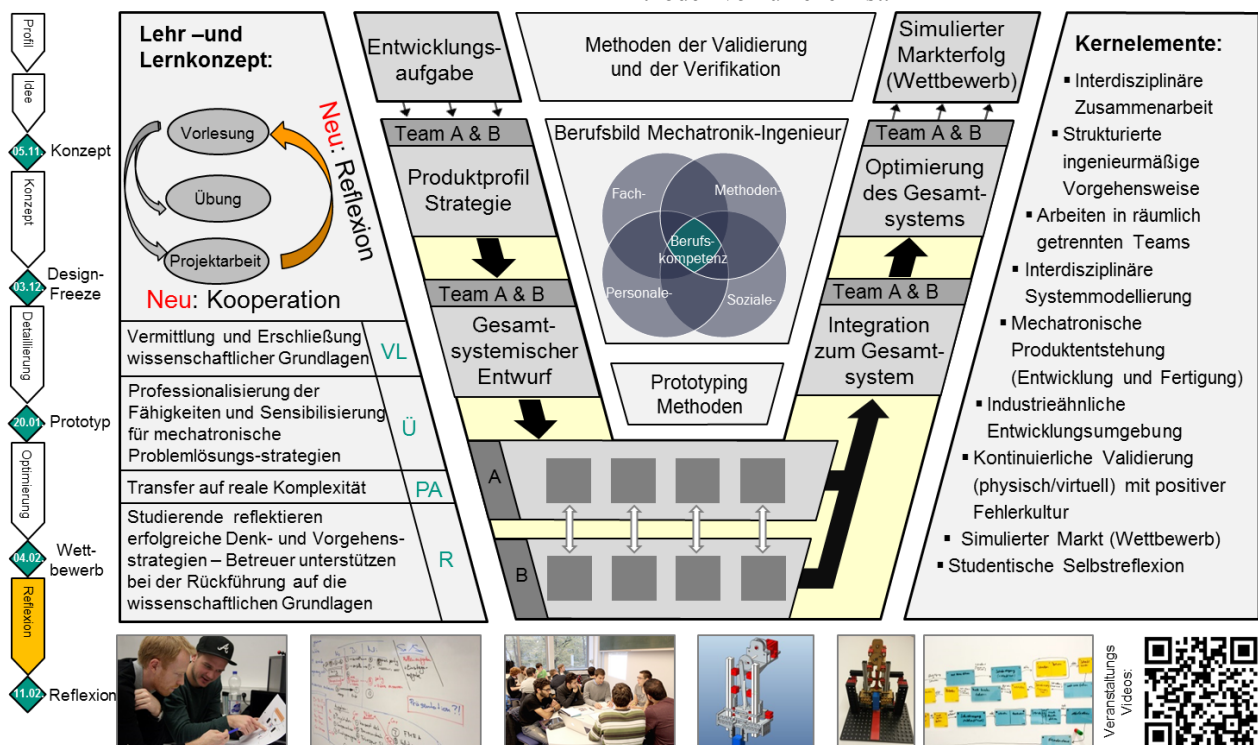 Profil
Idee
05.11.
Konzept
Konzept
03.12.
Design-
Freeze
Detaillierung
20.01.
Prototyp
Optimierung
04.02.
Wett-
bewerb
Reflexion
11.02.
Reflexion
Lehr –und
Lernkonzept:
Vorlesung
Übung
Projektarbeit
Neu: Reflexion
Neu: Kooperation
Vermittlung und Erschließung
wissenschaftlicher Grundlagen
VL
Professionalisierung der
Fähigkeiten und Sensibilisierung
für mechatronische
Problemlösungs-strategien
Ü
Transfer auf reale Komplexität
PA
Studierende reflektieren
erfolgreiche Denk- und Vorgehens-
strategien – Betreuer unterstützen
bei der Rückführung auf die
wissenschaftlichen Grundlagen
R
Entwicklungs-
aufgabe
Team A & B
Produktprofil
Strategie
Team A & B
Gesamt-
systemischer
Entwurf
A
B
Methoden der Validierung
und der Verifikation
Berufsbild Mechatronik-Ingenieur
Fach-
Methoden-
Berufs-
kompetenz
Personale-
Soziale-
Prototyping
Methoden
Simulierter
Markterfolg
(Wettbewerb)
Team A & B
Optimierung
des Gesamt-
systems
Team A & B
Integration
zum Gesamt-
system
Kernelemente:
▪ Interdisziplinäre
Zusammenarbeit
▪ Strukturierte
ingenieurmäßige
Vorgehensweise
▪ Arbeiten in räumlich
getrennten Teams
▪ Interdisziplinäre
Systemmodellierung
▪ Mechatronische
Produktentstehung
(Entwicklung und Fertigung)
▪ Industrieähnliche
Entwicklungsumgebung
▪ Kontinuierliche Validierung
(physisch/virtuell) mit positiver
Fehlerkultur
▪ Simulierter Markt (Wettbewerb)
▪ Studentische Selbstreflexion
Veranstaltungs
Videos: